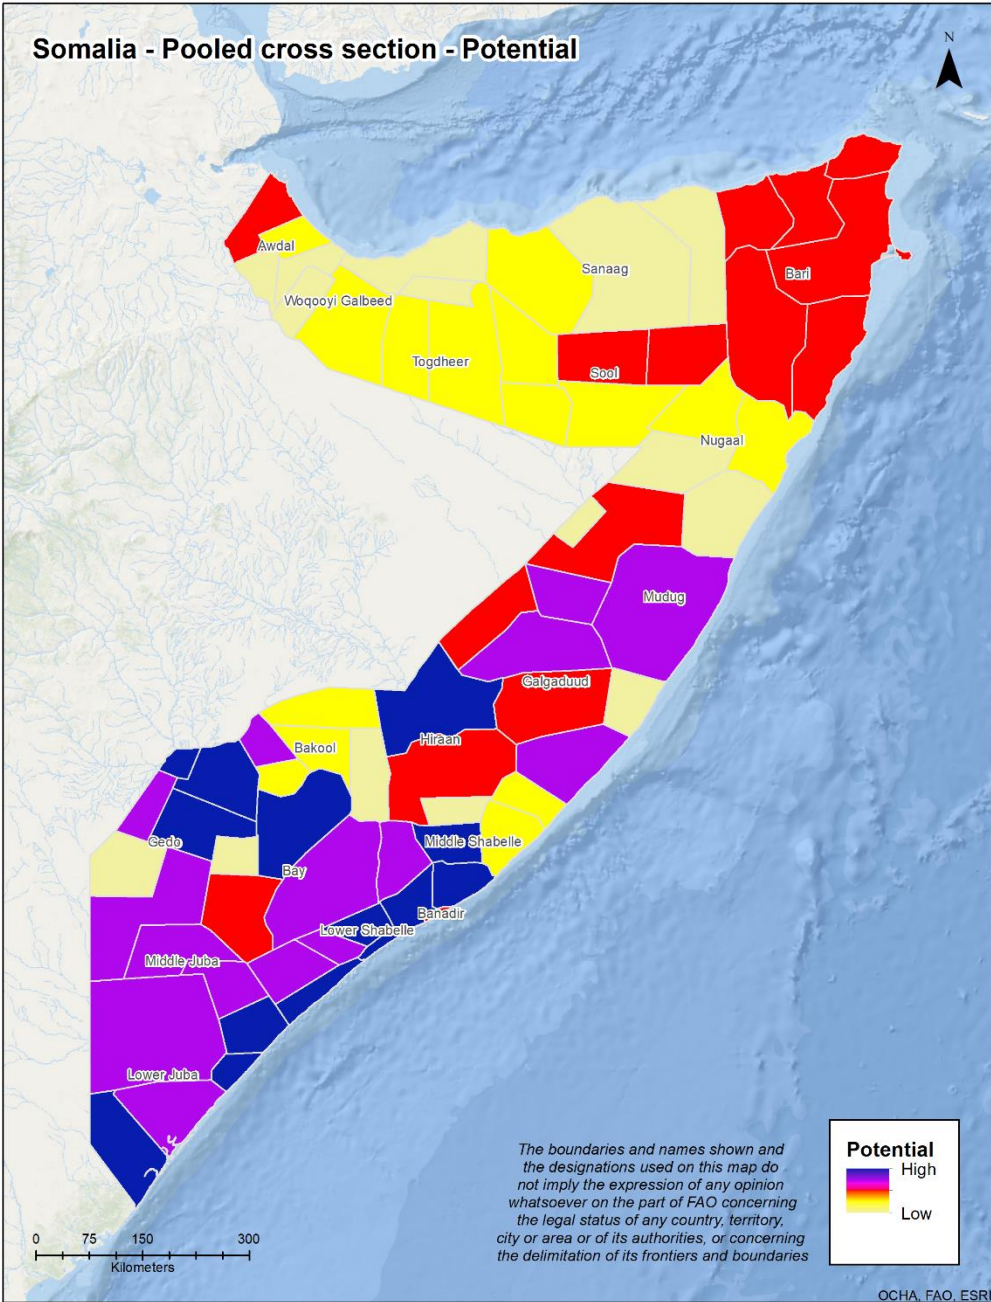 Somalia - Pooled cross section - Potential
N
Awdal
Sanaag
Bari
Woqooyi Galbeed
Togdheer
Sool
Nugaal
Mudug
Galgaduud
Hiraan
Bakool
Gedo
Middle Shabelle
Bay
Banadir
Lower Shabelle
Middle Juba
Lower Juba
The boundaries and names shown and
the designations used on this map do
not imply the expression of any opinion
whatsoever on the part of FAO concerning
the legal status of any country, territory,
city or area or of its authorities, or concerning
the delimitation of its frontiers and boundaries
Potential
High
Low
0 75 150 300
Kilometers
OCHA, FAO, ESRI